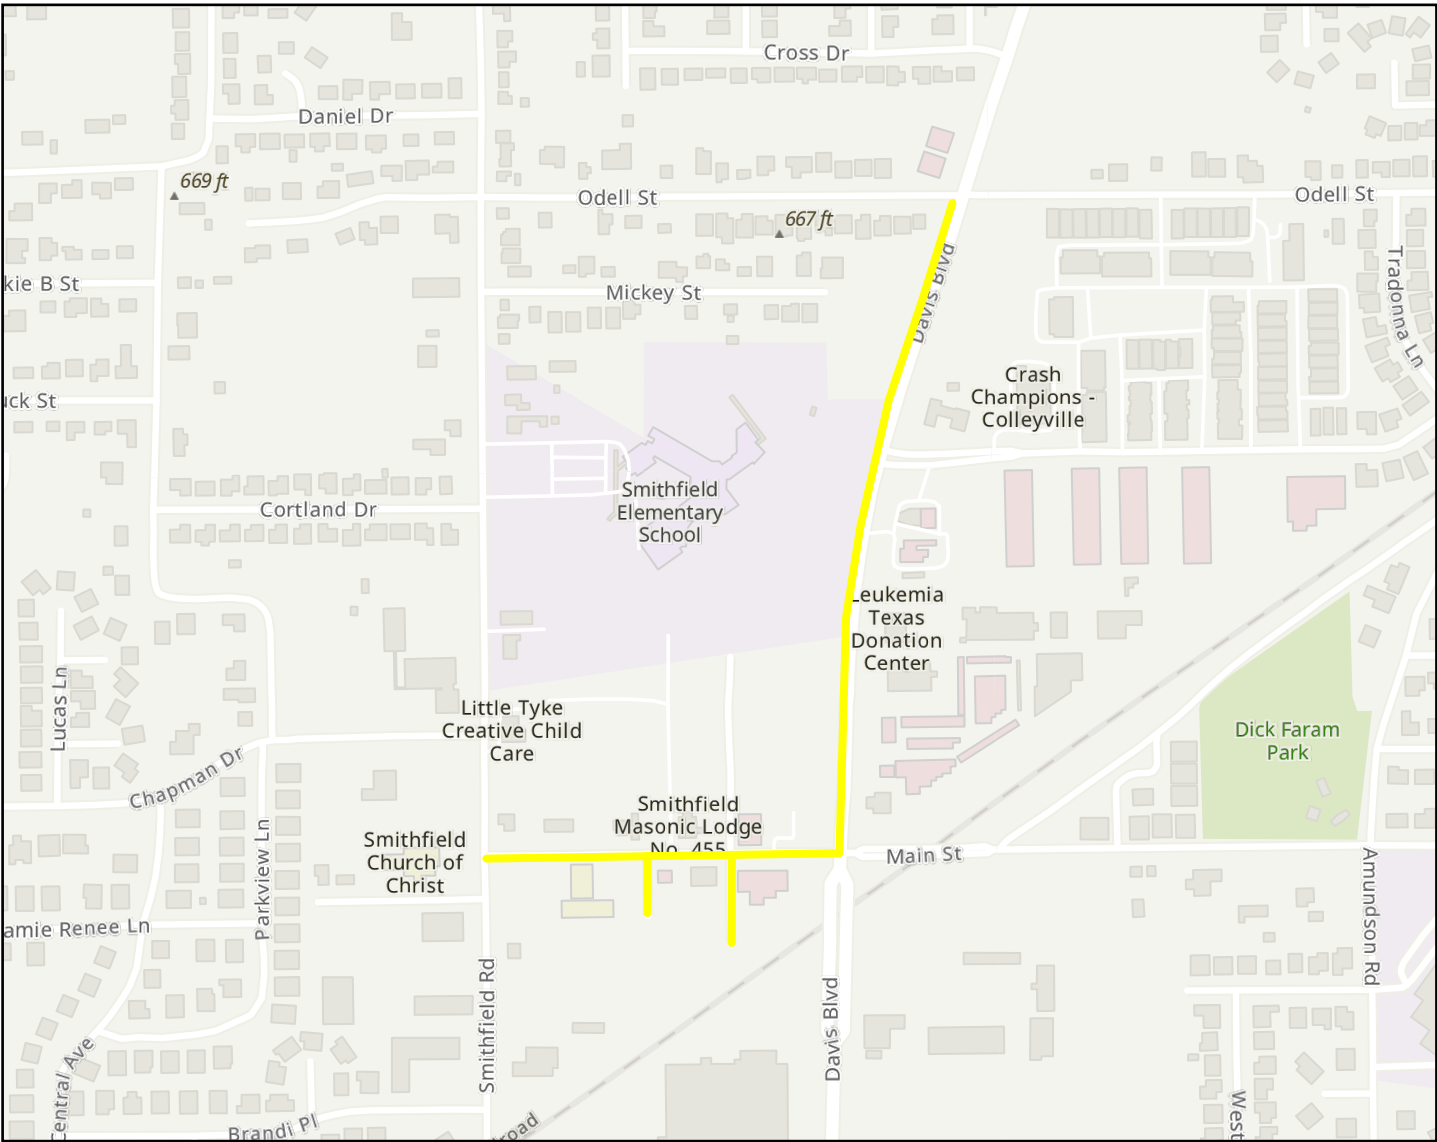 Cross Dr
Daniel Dr
669 ft
Odell St
Odell St
667 ft
Davis Blvd
Tradonna Ln
kie B St
Mickey St
Crash
Champions -
Colleyville
uck St
Smithfield
Elementary
School
Cortland Dr
Leukemia
Texas
Donation
Center
Lucas Ln
Little Tyke
Creative Child
Care
Dick Faram
Park
Chapman Dr
Smithfield
Masonic Lodge
No. 455
Smithfield
Church of
Christ
Main St
Parkview Ln
Amundson Rd
amie Renee Ln
Smithfield Rd
Davis Blvd
Central Ave
Brandi Pl
road
West